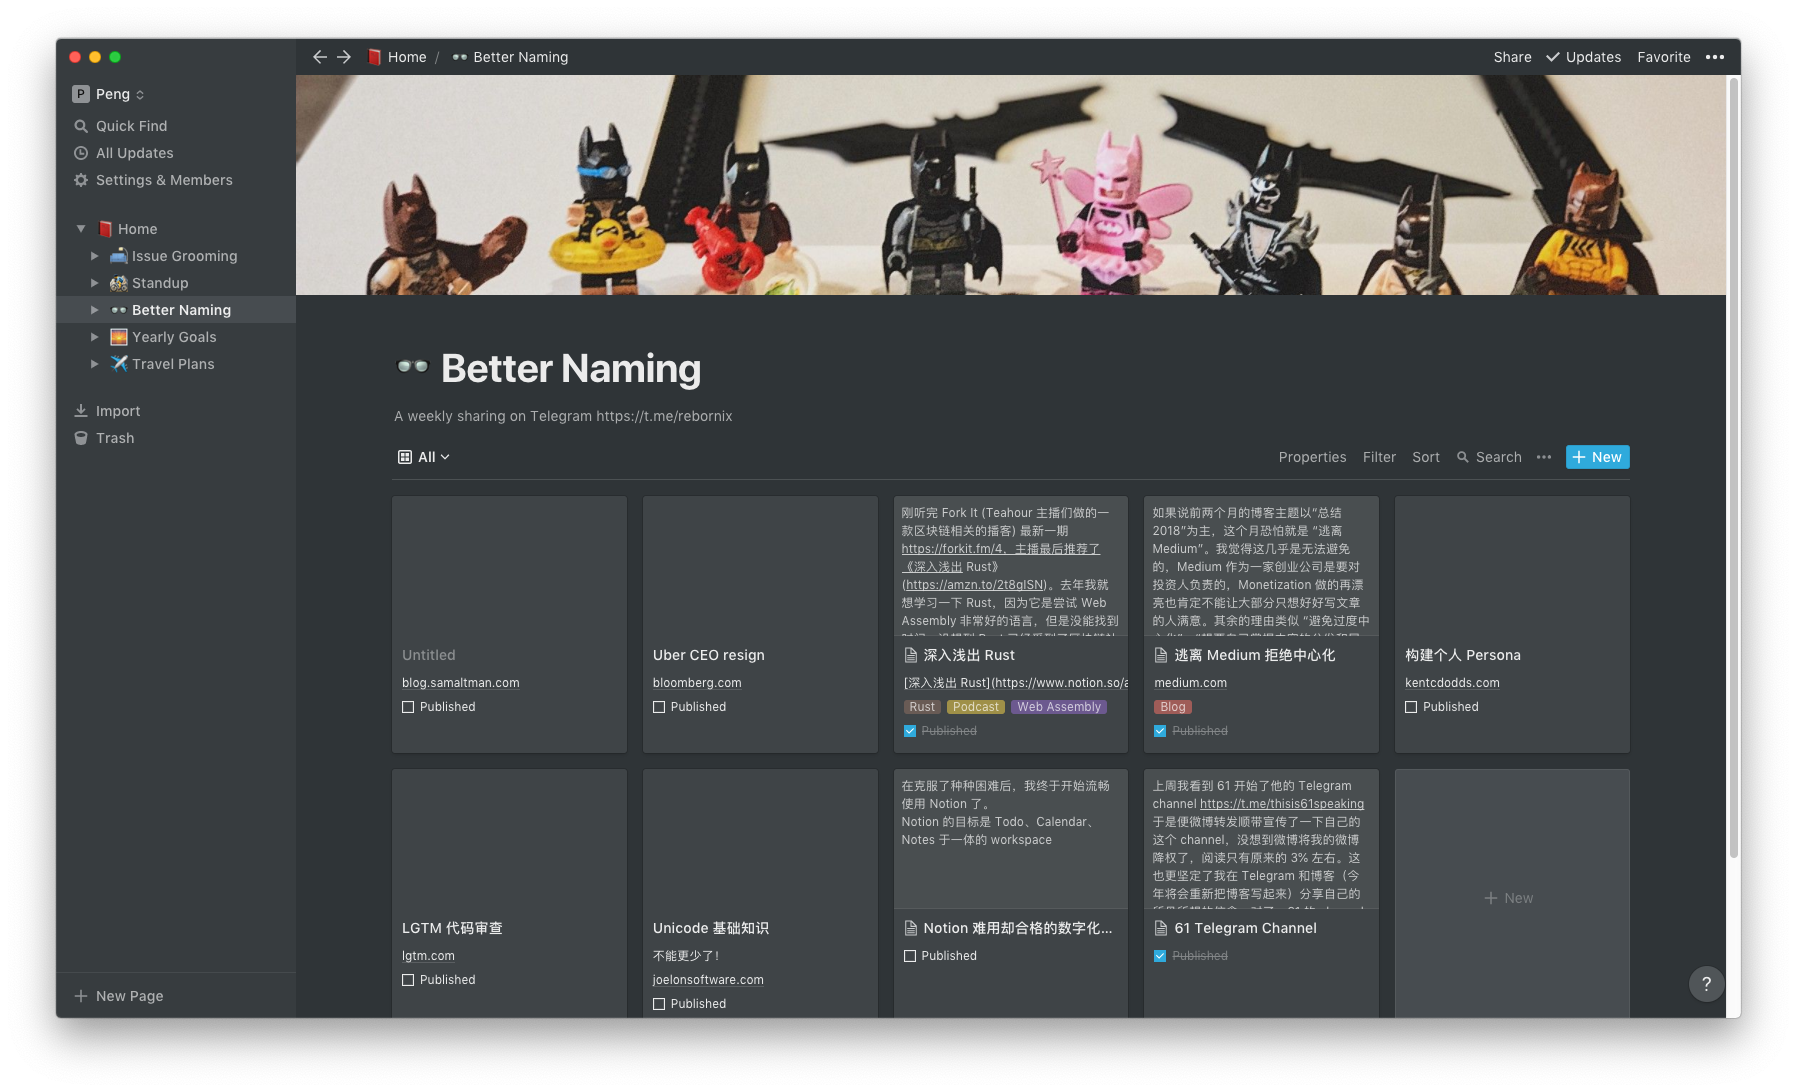 Home / Better Naming
Share Updates Favorite
P Peng
Quick Find
All Updates
Settings & Members
Home
Issue Grooming
Standup
Better Naming
Yearly Goals
Travel Plans
Import
Trash
New Page
Better Naming
A weekly sharing on Telegram https://t.me/rebornix
All
Properties Filter Sort Search New
Untitled
blog.samaltman.com
Published
Uber CEO resign
bloomberg.com
Published
刚听完 Fork It (Teahour 主播们做的一
款区块链相关的播客) 最新一期
https://forkit.fm/4，主播最后推荐了
《深入浅出 Rust》
(https://amzn.to/2t8qISN)。去年我就
想学习一下 Rust，因为它是尝试 Web
Assembly 非常好的语言，但是没能找到
深入浅出 Rust
[深入浅出 Rust](https://www.notion.so/a
Rust Podcast Web Assembly
Published
如果说前两个月的博客主题以“总结
2018”为主，这个月恐怕就是 “逃离
Medium”。我觉得这几乎是无法避免
的，Medium 作为一家创业公司是要对
投资人负责的，Monetization 做的再漂
亮也肯定不能让大部分只想好好写文章
的人满意。其余的理由类似 “避免过度中
逃离 Medium 拒绝中心化
medium.com
Blog
Published
构建个人 Persona
kentcdodds.com
Published
LGTM 代码审查
lgtm.com
Published
Unicode 基础知识
不能更少了！
joelonsoftware.com
Published
在克服了种种困难后，我终于开始流畅
使用 Notion 了。
Notion 的目标是 Todo、Calendar、
Notes 于一体的 workspace
Notion 难用却合格的数字化...
Published
上周我看到 61 开始了他的 Telegram
channel https://t.me/thisis61speaking
于是便微博转发顺带宣传了一下自己的
这个 channel，没想到微博将我的微博
降权了，阅读只有原来的 3% 左右。这
也更坚定了我在 Telegram 和博客（今
年将会重新把博客写起来）分享自己的
61 Telegram Channel
Published
New
?